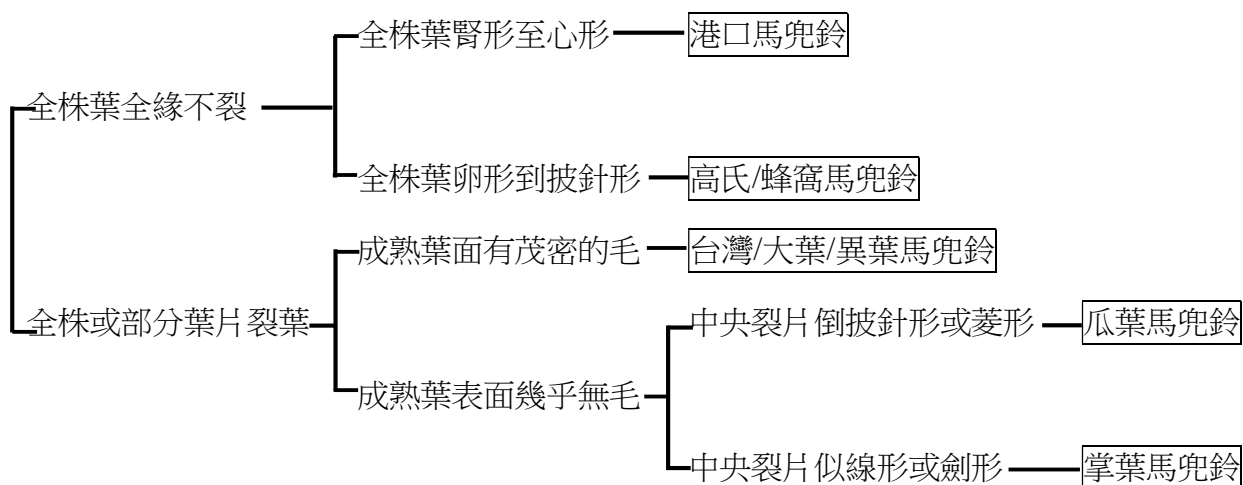 全株葉腎形至心形 港口馬兜鈴
全株葉全緣不裂
全株葉卵形到披針形 高氏/蜂窩馬兜鈴
成熟葉面有茂密的毛 台灣/大葉/異葉馬兜鈴
全株或部分葉片裂葉 中央裂片倒披針形或菱形 瓜葉馬兜鈴
成熟葉表面幾乎無毛
中央裂片似線形或劍形 掌葉馬兜鈴